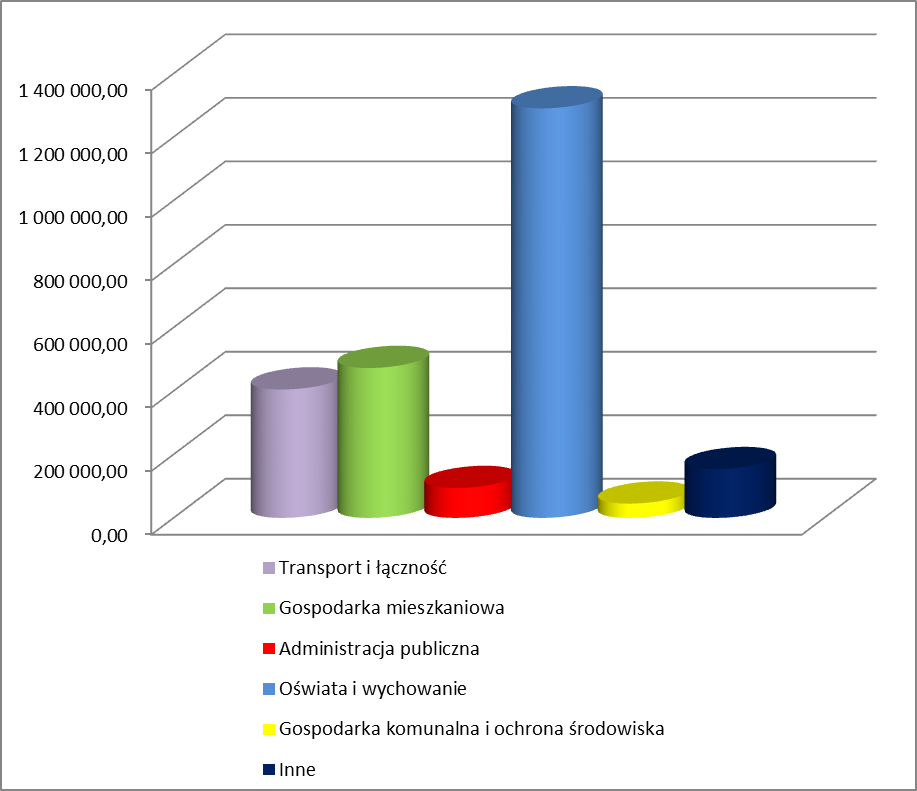 1 400 000,00
1 200 000,00
1 000 000,00
800 000,00
600 000,00
400 000,00
200 000,00
0,00
Transport i łączność
Gospodarka mieszkaniowa
Administracja publiczna
Oświata i wychowanie
Gospodarka komunalna i ochrona środowiska
Inne